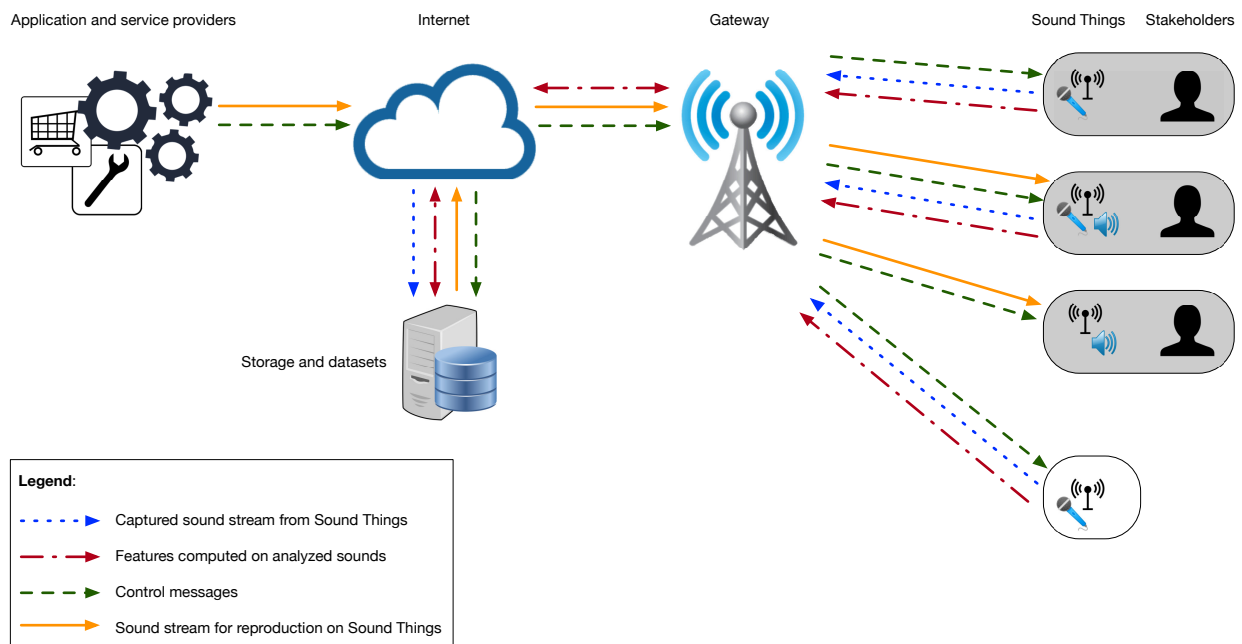 Application and service providers
Internet
Gateway
Sound Things
Stakeholders
Storage and datasets
Legend:
Captured sound stream from Sound Things
Features computed on analyzed sounds
Control messages
Sound stream for reproduction on Sound Things